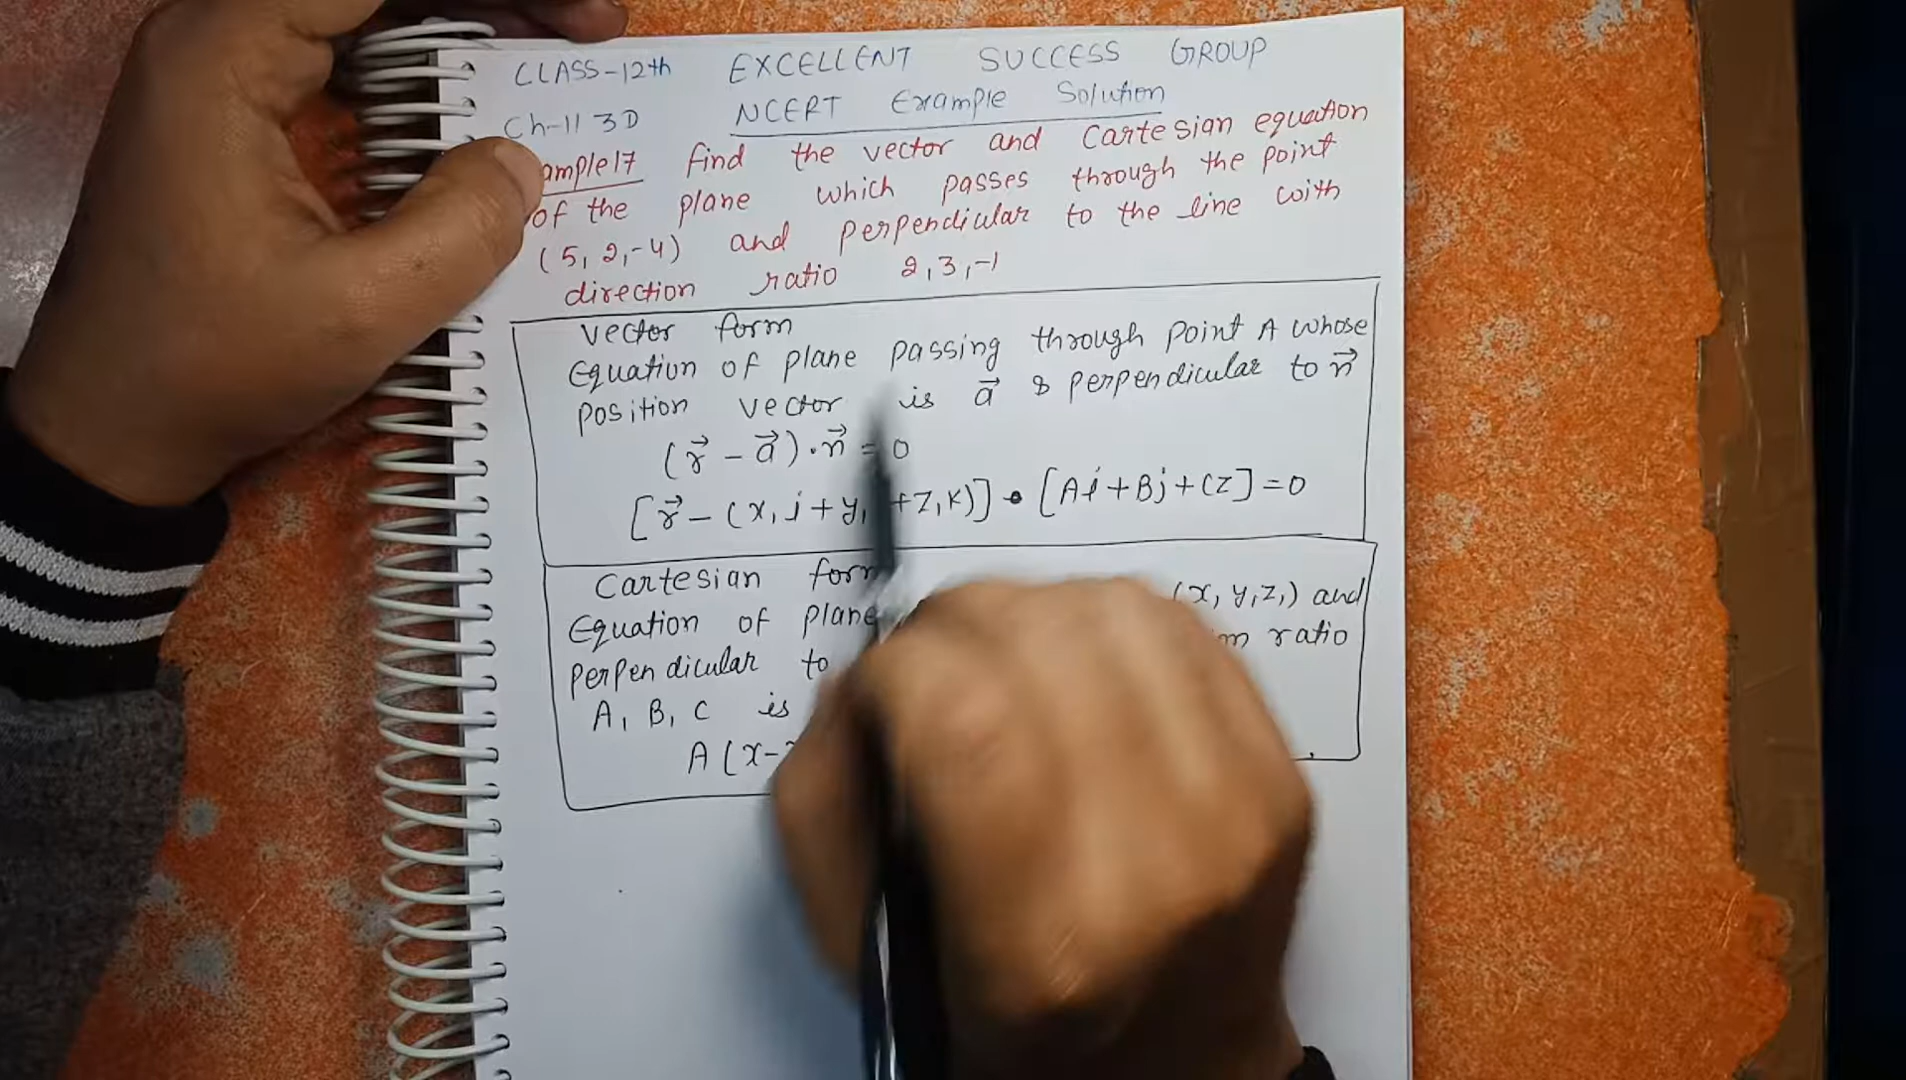 CLASS-12th EXCELLENT SUCCESS GROUP
Ch-11 3D NCERT Example Solution
ample17 find the vector and Cartesian equation
of the plane which passes through the point
(5, 2, -4) and perpendiular to the line with
direction ratio 2, 3, -1
Vector form
Equation of plane passing through point A whose
position vector is a⃗ & perpendicular to n⃗
(r⃗ - a⃗)·n⃗ = 0
[r⃗ - (x₁i + y₁ + z₁k)] • [Ai + Bj + CZ] = 0
Cartesian form
Equation of plane (x, y, z,) and
perpendicular to ratio
A, B, C is
A(x-